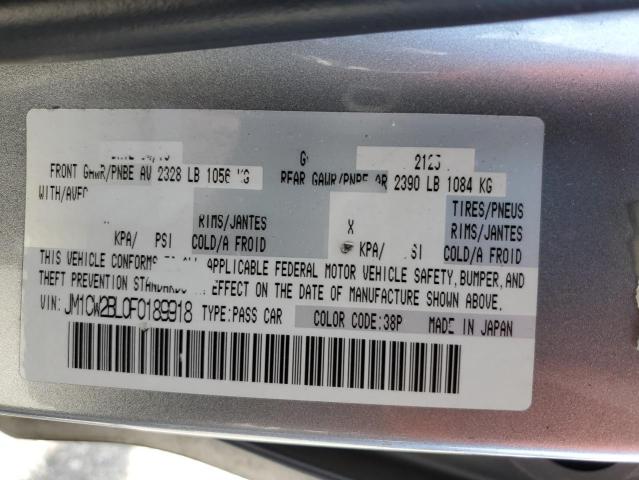 2125
FRONT GAWR/PNBE AV 2328 LB 1056 KG REAR GAWR/PNBE AR 2390 LB 1084 KG
WITH/AVEC TIRES/PNEUS
RIMS/JANTES X RIMS/JANTES
KPA/ PSI COLD/A FROID KPA/ SI COLD/A FROID
THIS VEHICLE CONFORMS APPLICABLE FEDERAL MOTOR VEHICLE SAFETY, BUMPER, AND
THEFT PREVENTION EFFECT ON THE DATE OF MANUFACTURE SHOWN ABOVE.
VIN: JM1CW2BL0F0189918 TYPE:PASS CAR COLOR CODE:38P MADE IN JAPAN